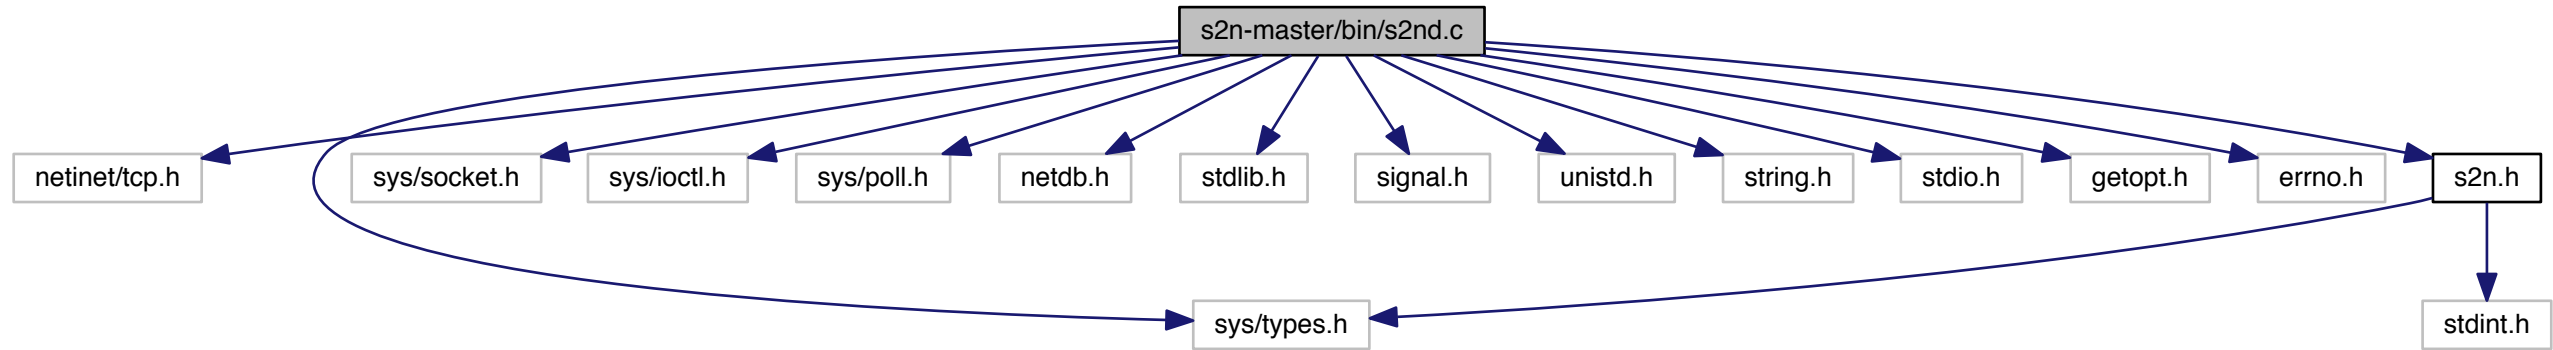 s2n-master/bin/s2nd.c
netinet/tcp.h
sys/socket.h
sys/ioctl.h
sys/poll.h
netdb.h
stdlib.h
signal.h
unistd.h
string.h
stdio.h
getopt.h
errno.h
s2n.h
sys/types.h
stdint.h